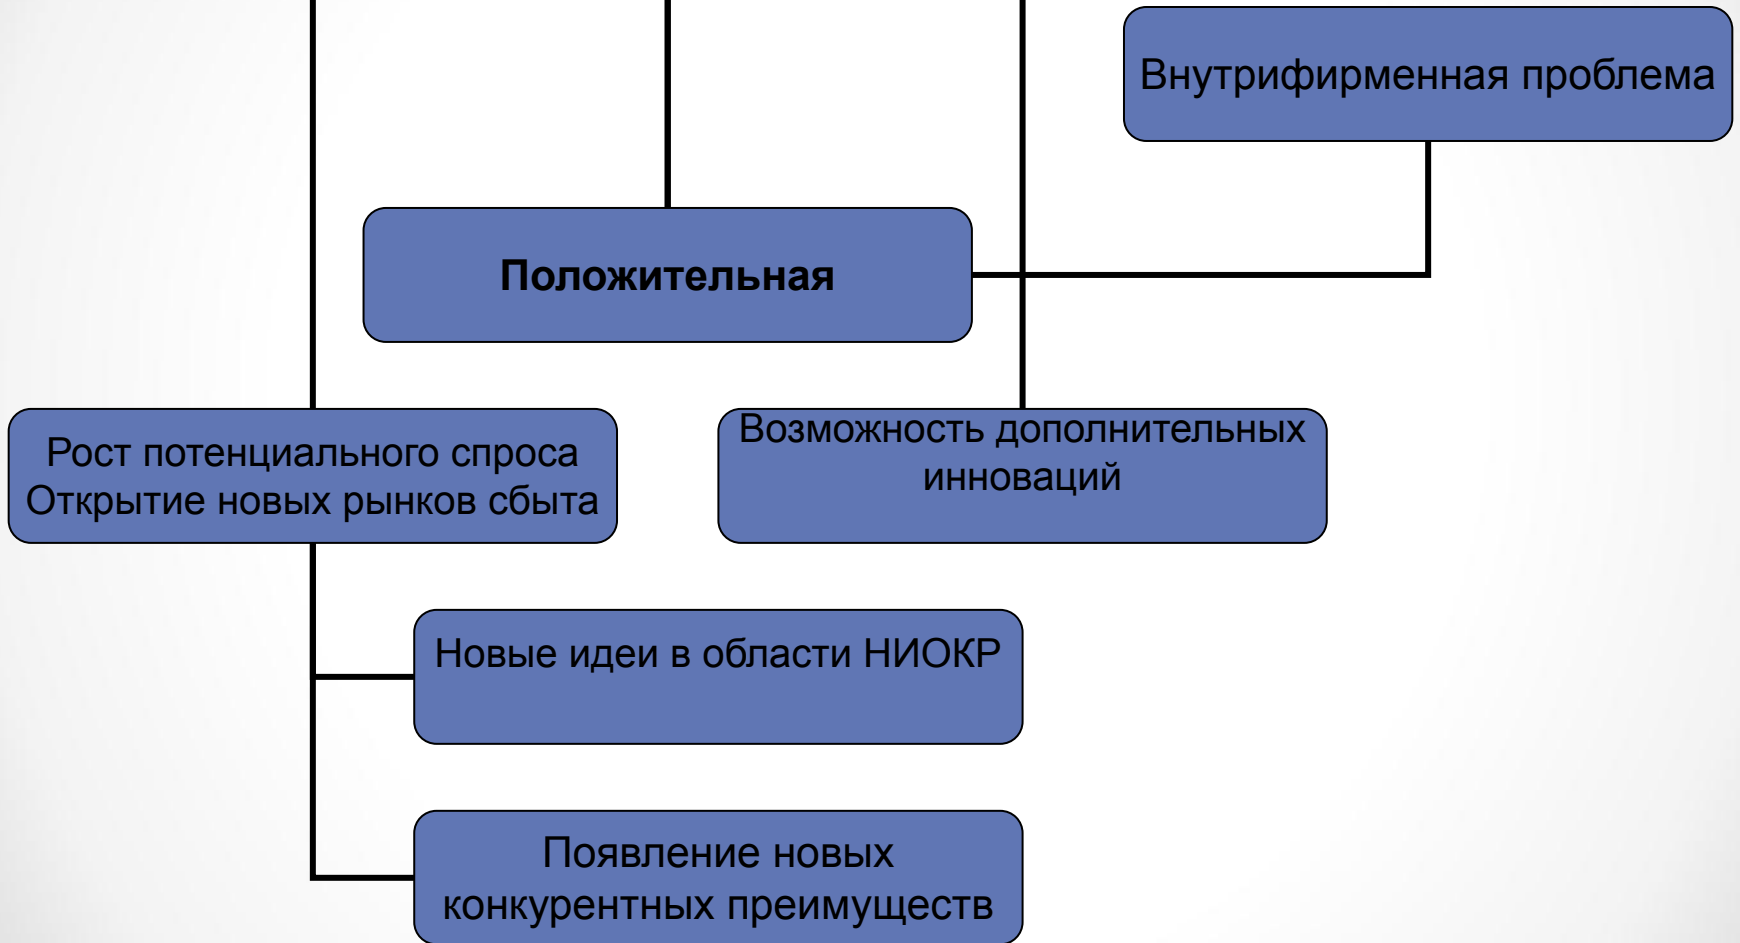 Внутрифирменная проблема
Положительная
Рост потенциального спроса
Открытие новых рынков сбыта
Возможность дополнительных
инноваций
Новые идеи в области НИОКР
Появление новых
конкурентных преимуществ